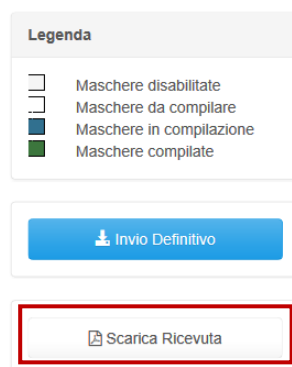 Legenda
Maschere disabilitate
Maschere da compilare
Maschere in compilazione
Maschere compilate
Invio Definitivo
Scarica Ricevuta